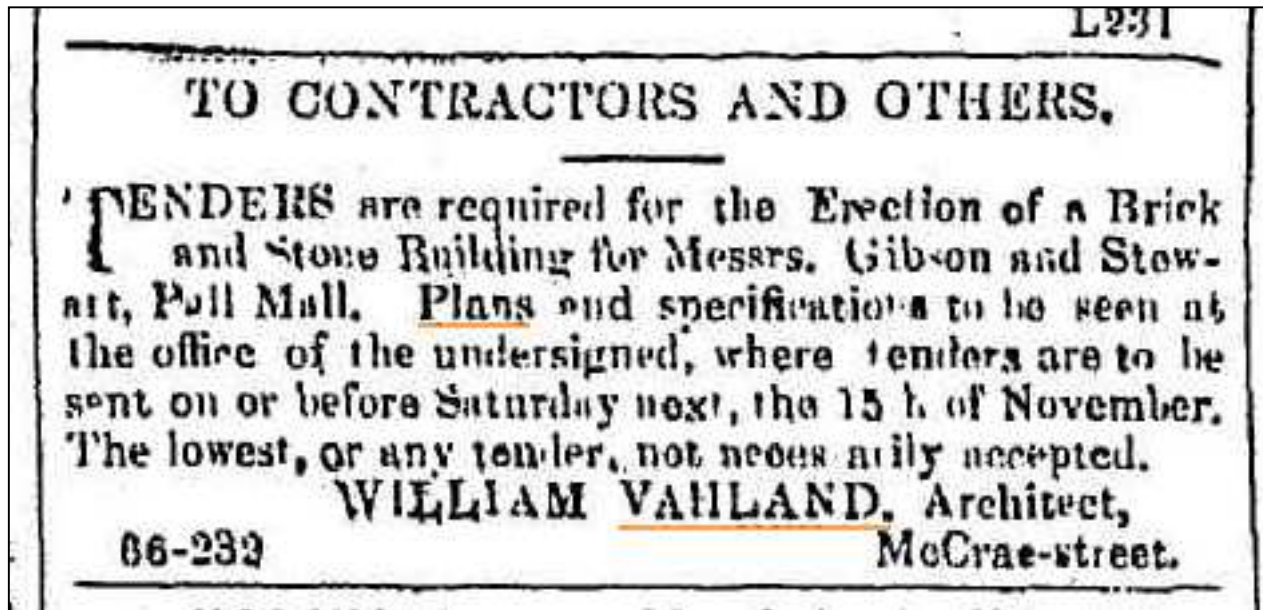 L231
TO CONTRACTORS AND OTHERS.
TENDERS are required for the Erection of a Brick
and Stone Building for Messrs. Gibson and Stew-
art, Pall Mall. Plans and specifications to be seen at
the office of the undersigned, where tenders are to be
sent on or before Saturday next, the 15 h of November.
The lowest, or any tender, not neces arily accepted.
WILLIAM VAHLAND, Architect,
66-232 McCrae-street.